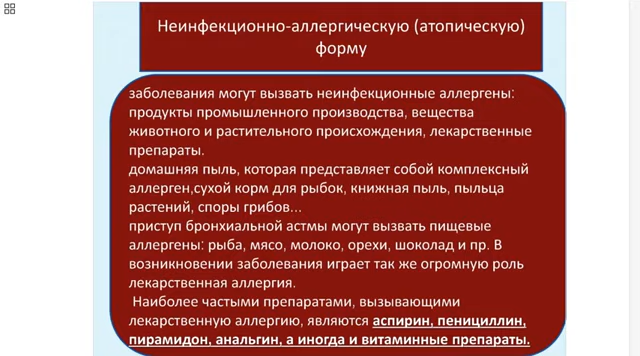 Неинфекционно-аллергическую (атопическую)
форму
заболевания могут вызвать неинфекционные аллергены:
продукты промышленного производства, вещества
животного и растительного происхождения, лекарственные
препараты.
домашняя пыль, которая представляет собой комплексный
аллерген,сухой корм для рыбок, книжная пыль, пыльца
растений, споры грибов...
приступ бронхиальной астмы могут вызвать пищевые
аллергены: рыба, мясо, молоко, орехи, шоколад и пр. В
возникновении заболевания играет так же огромную роль
лекарственная аллергия.
Наиболее частыми препаратами, вызывающими
лекарственную аллергию, являются аспирин, пенициллин,
пирамидон, анальгин, а иногда и витаминные препараты.